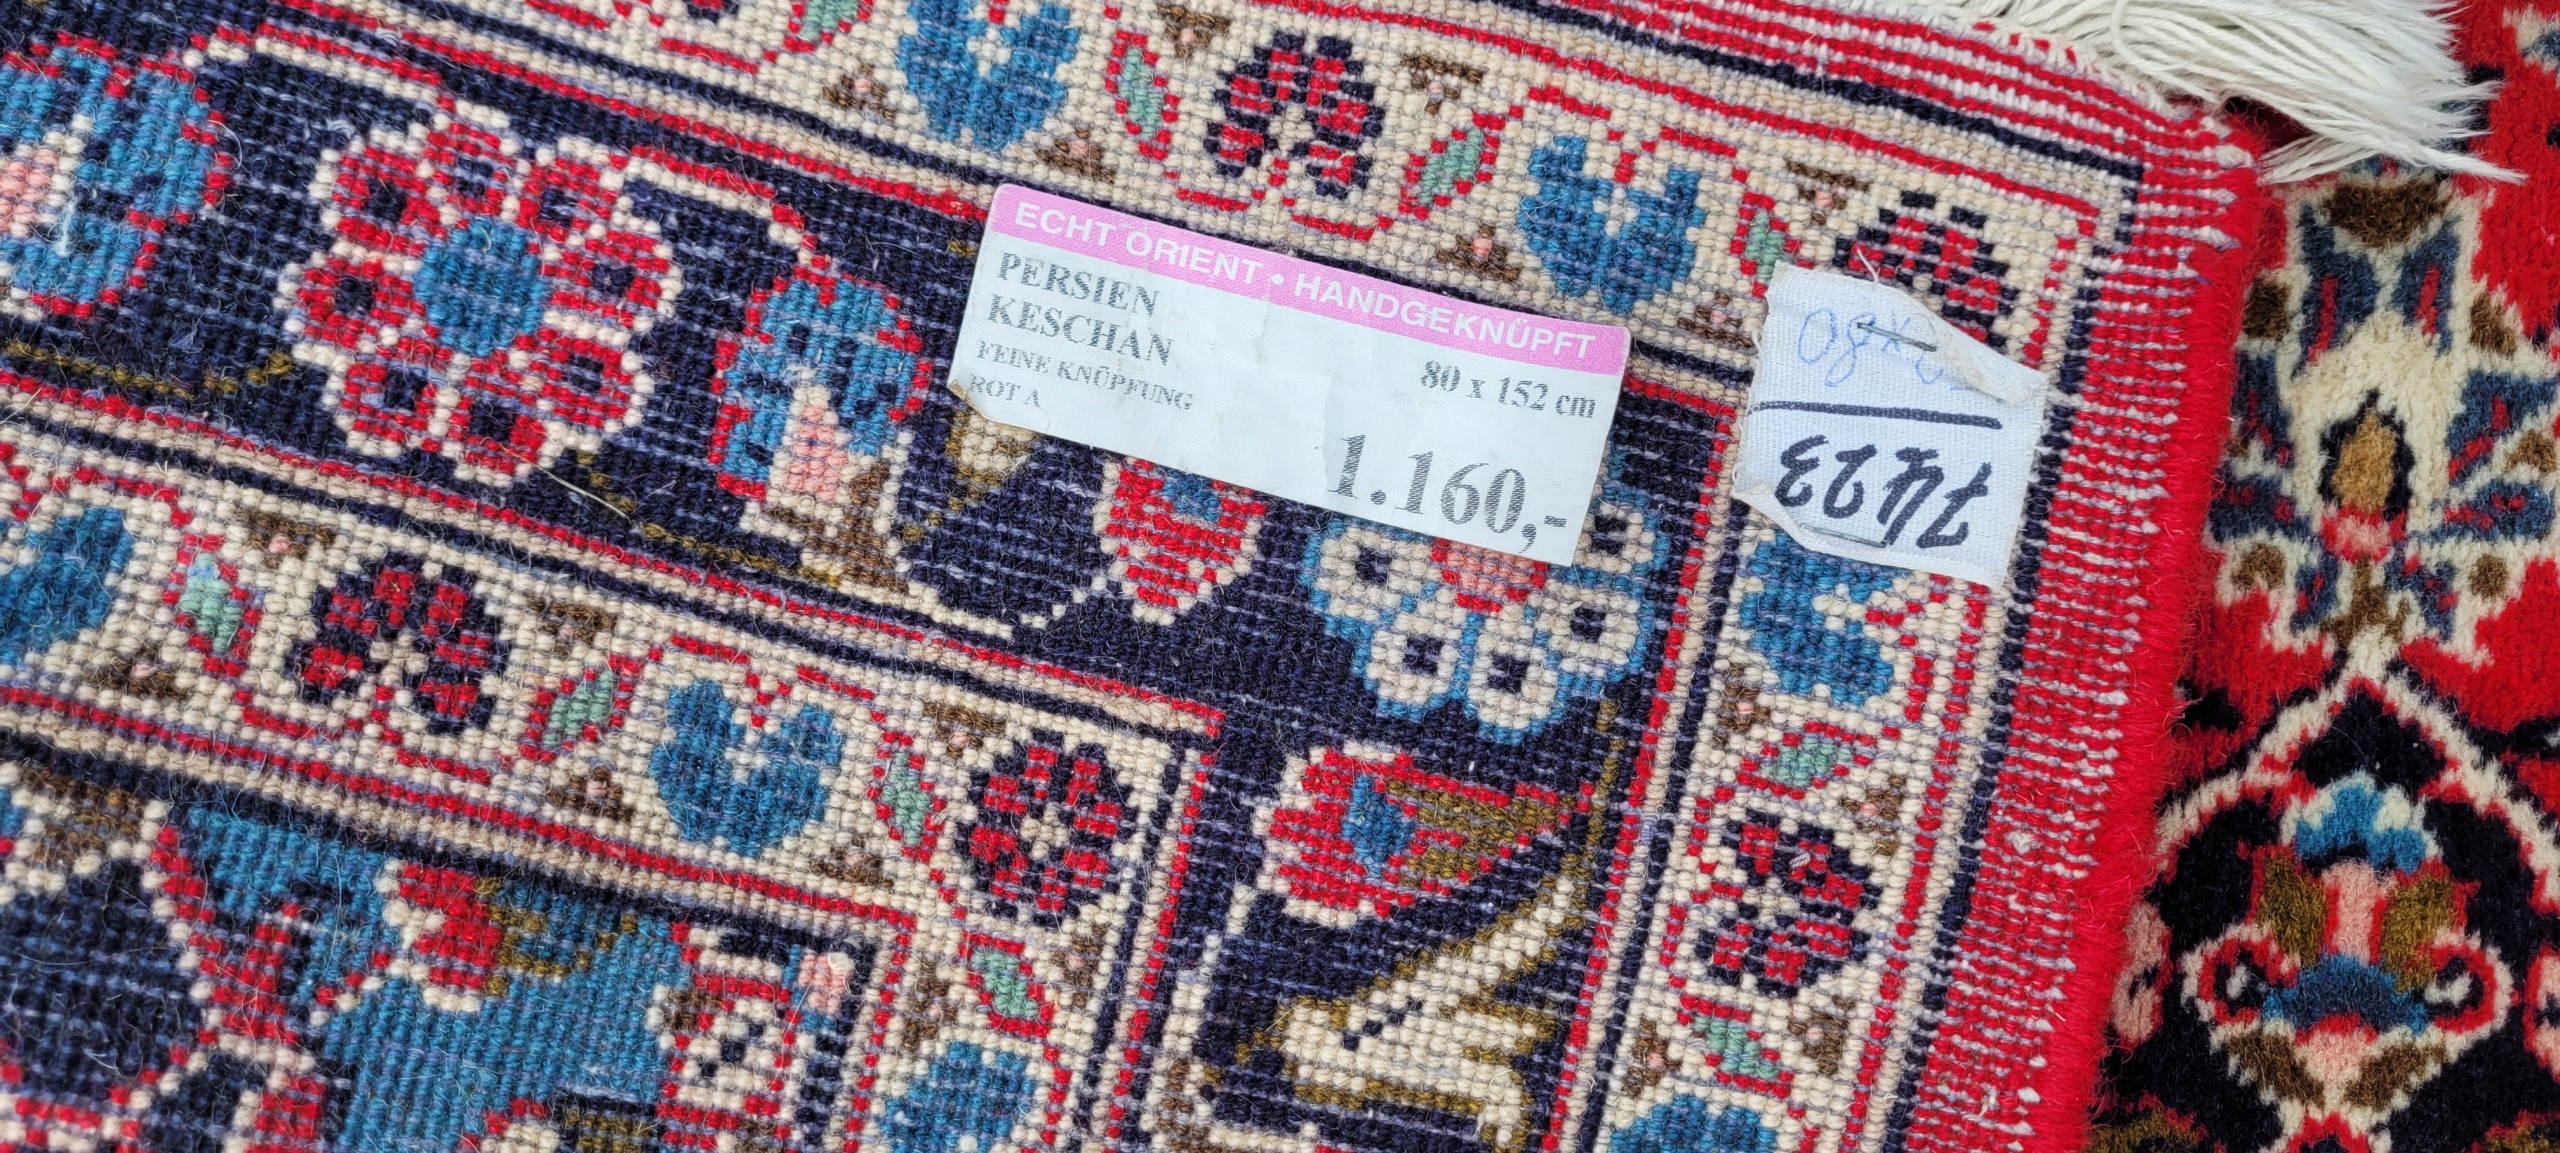 ECHT ORIENT • HANDGEKNÜPFT
PERSIEN
KESCHAN
FEINE KNÜPFUNG
ROT A
80 x 152 cm
1.160,-
7423